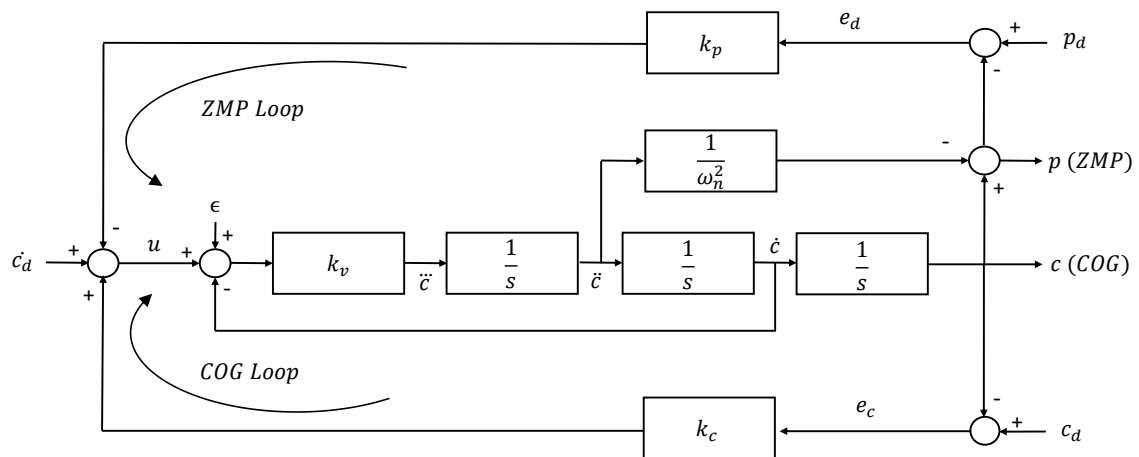 k_p
e_d
+
p_d
-
ZMP Loop
1
ω_n^2
-
p (ZMP)
+
ϵ
-
u
+
+
ċ_d
+
k_v
c⃛
1
s
c̈
1
s
ċ
1
s
c (COG)
+
-
COG Loop
-
k_c
e_c
+
c_d